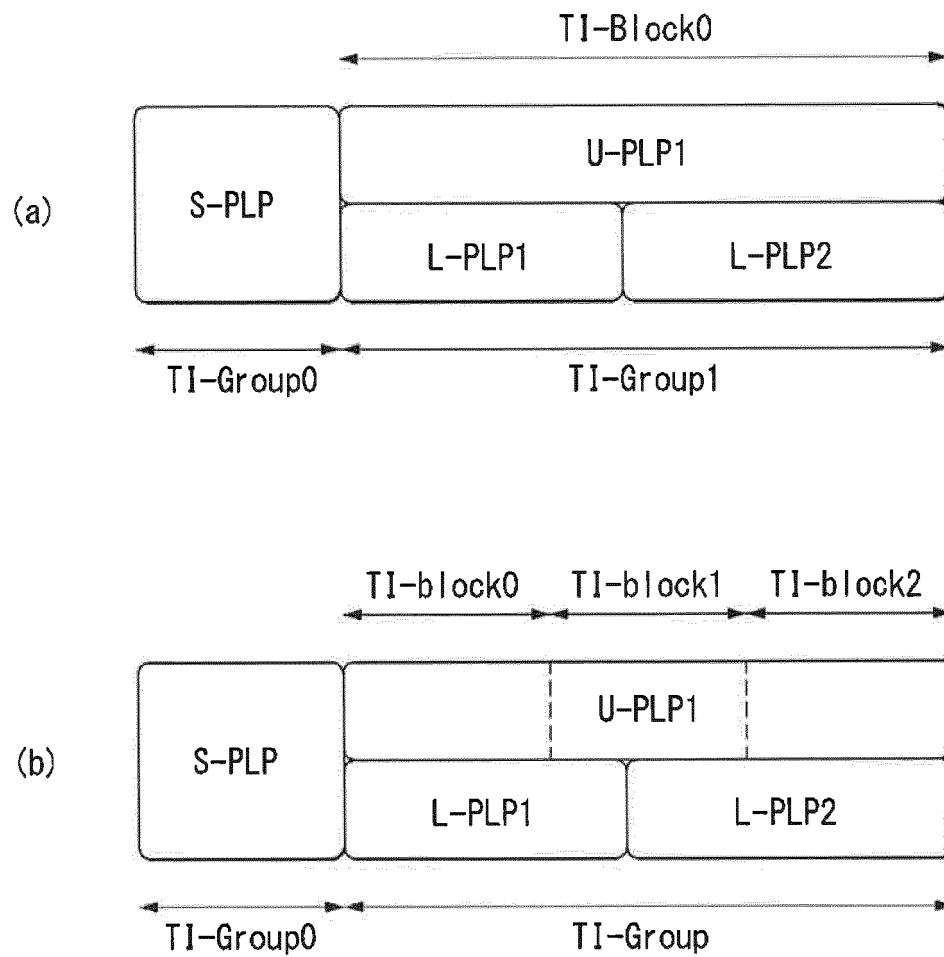 TI-Block0
(a)
S-PLP
U-PLP1
L-PLP1
L-PLP2
TI-Group0
TI-Group1
TI-block0
TI-block1
TI-block2
(b)
S-PLP
U-PLP1
L-PLP1
L-PLP2
TI-Group0
TI-Group